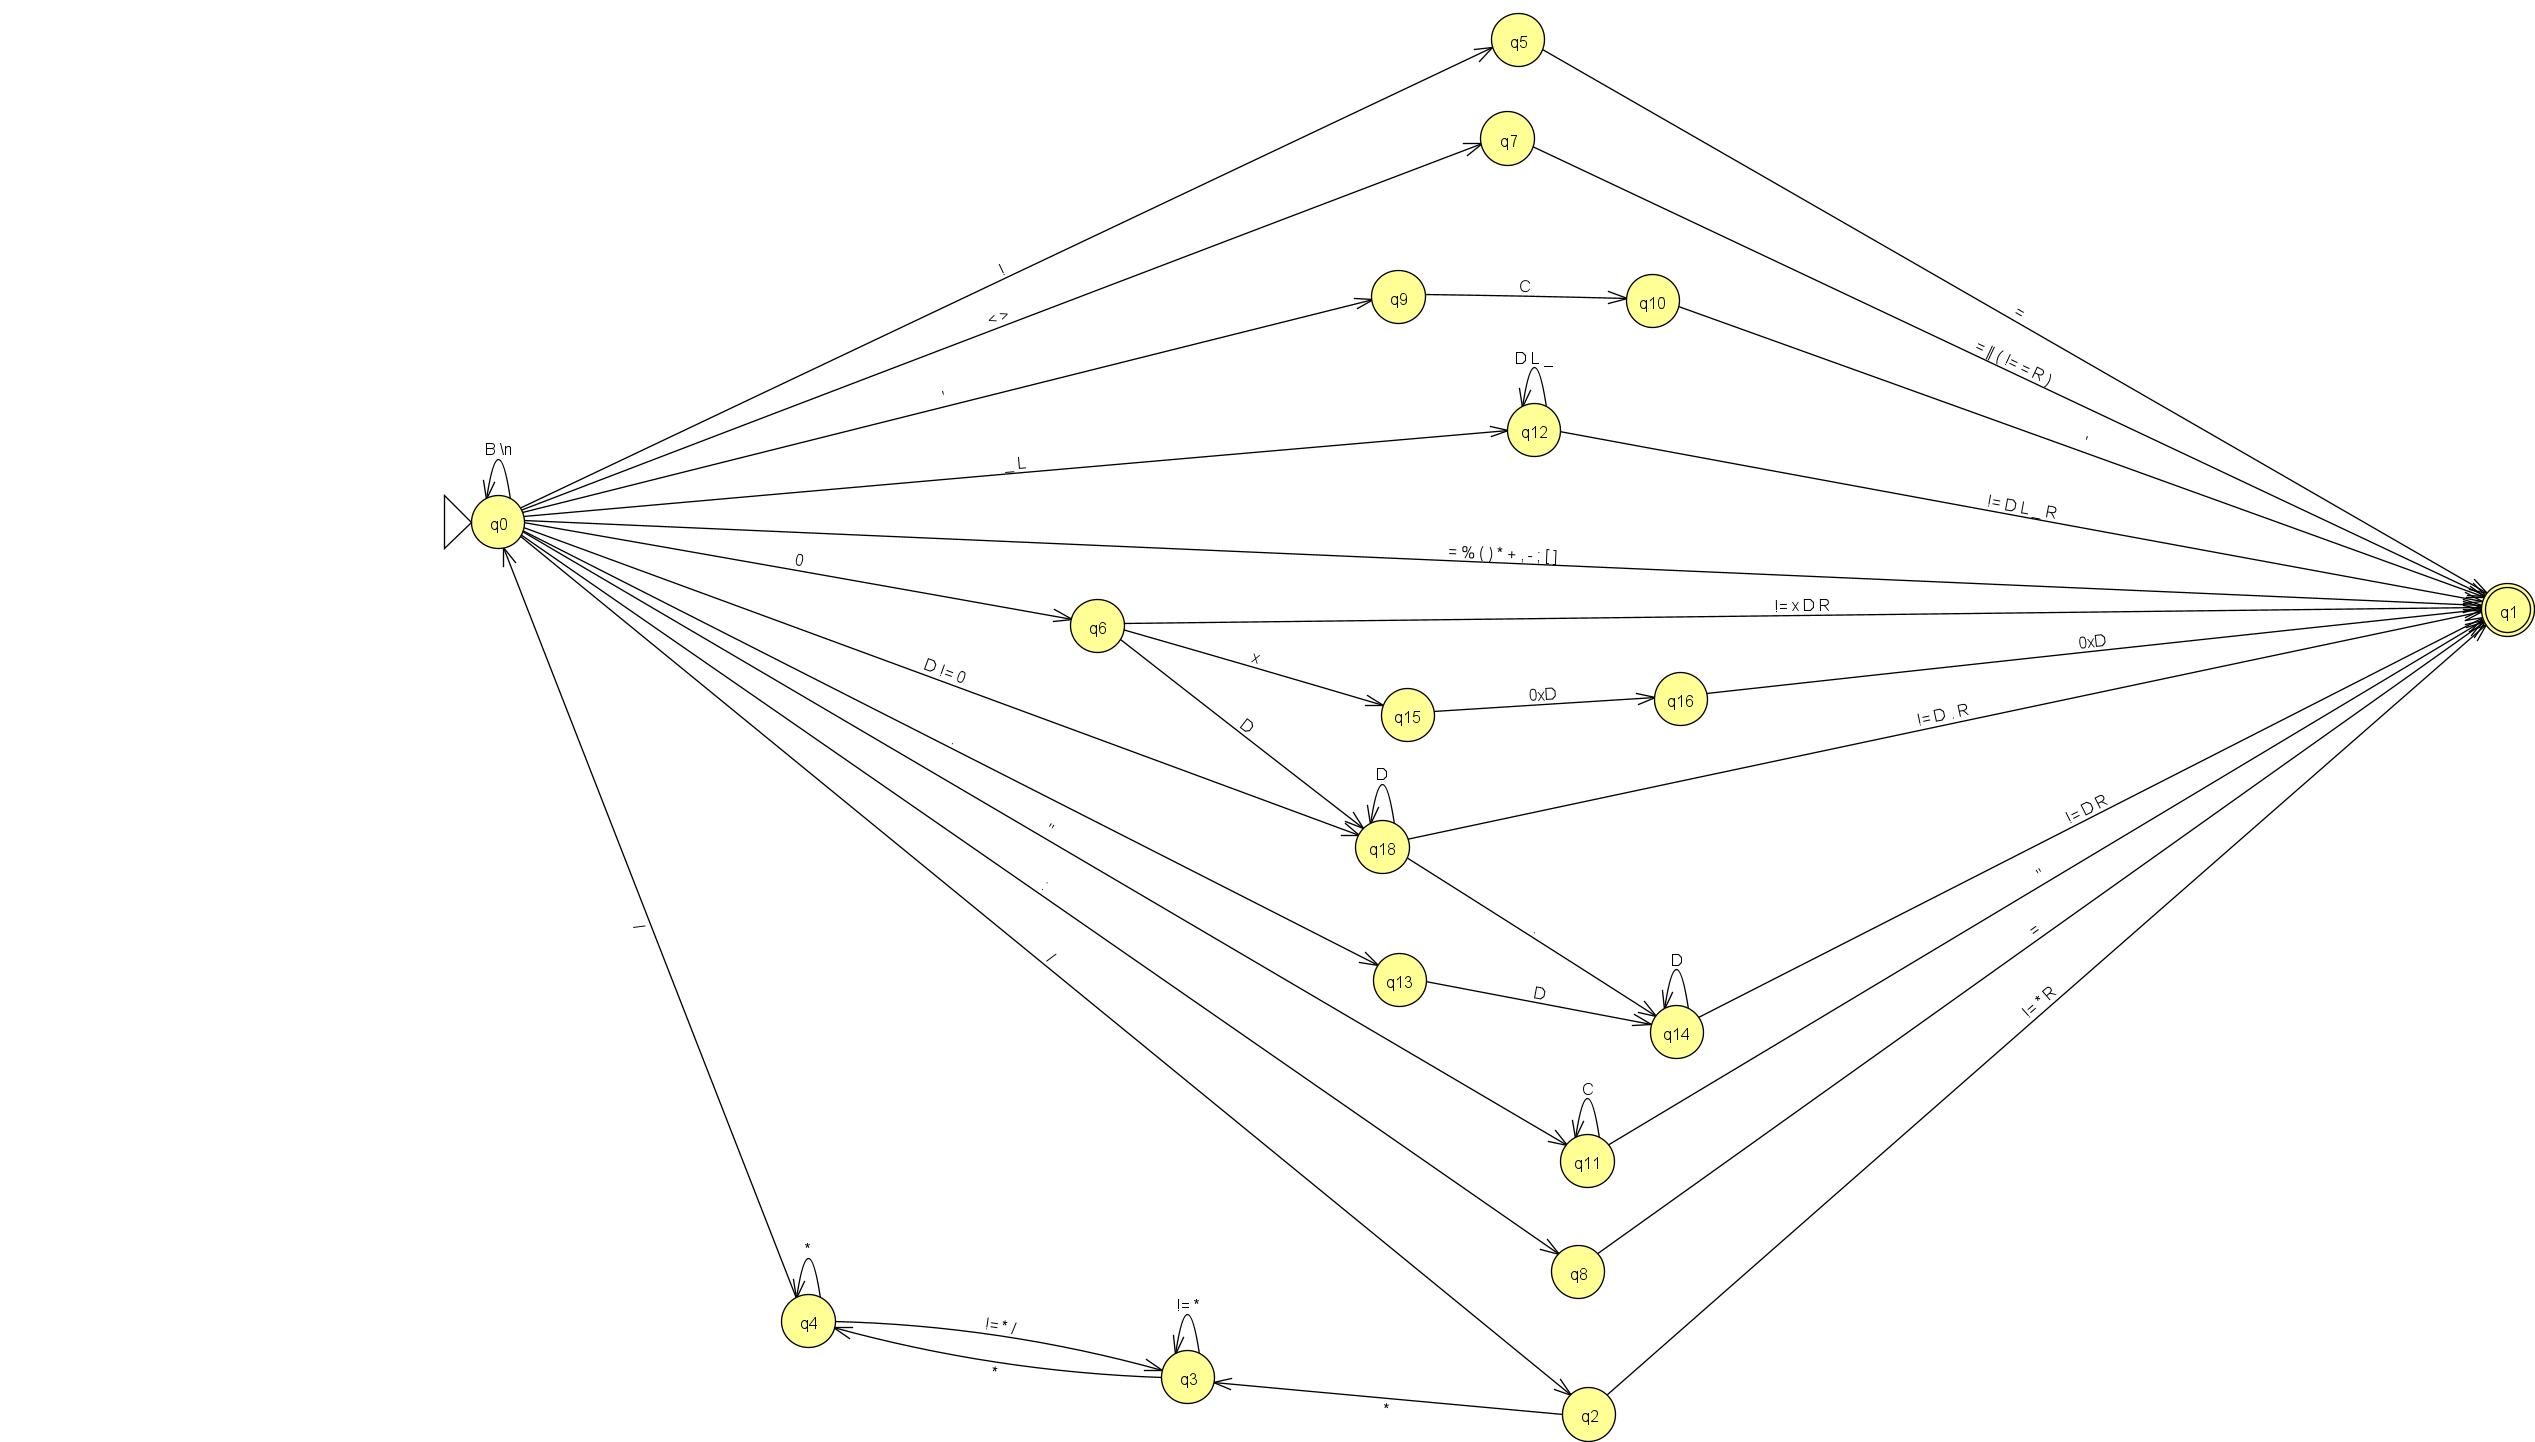 q5
q7
!
C
q9
q10
=
< >
= || ( != = R )
D L _
'
q12
'
B \n
_ L
!= D L _ R
q0
0
= % ( ) * + , - ; [ ]
q6
!= x D R
q1
0xD
x
D != 0
q15
0xD
q16
!= D . R
D
.
D
q18
!= D R
"
"
:
.
/
/
=
D
q13
D
q14
!= * R
C
q11
*
q8
!= *
q4
!= * /
*
q3
*
q2